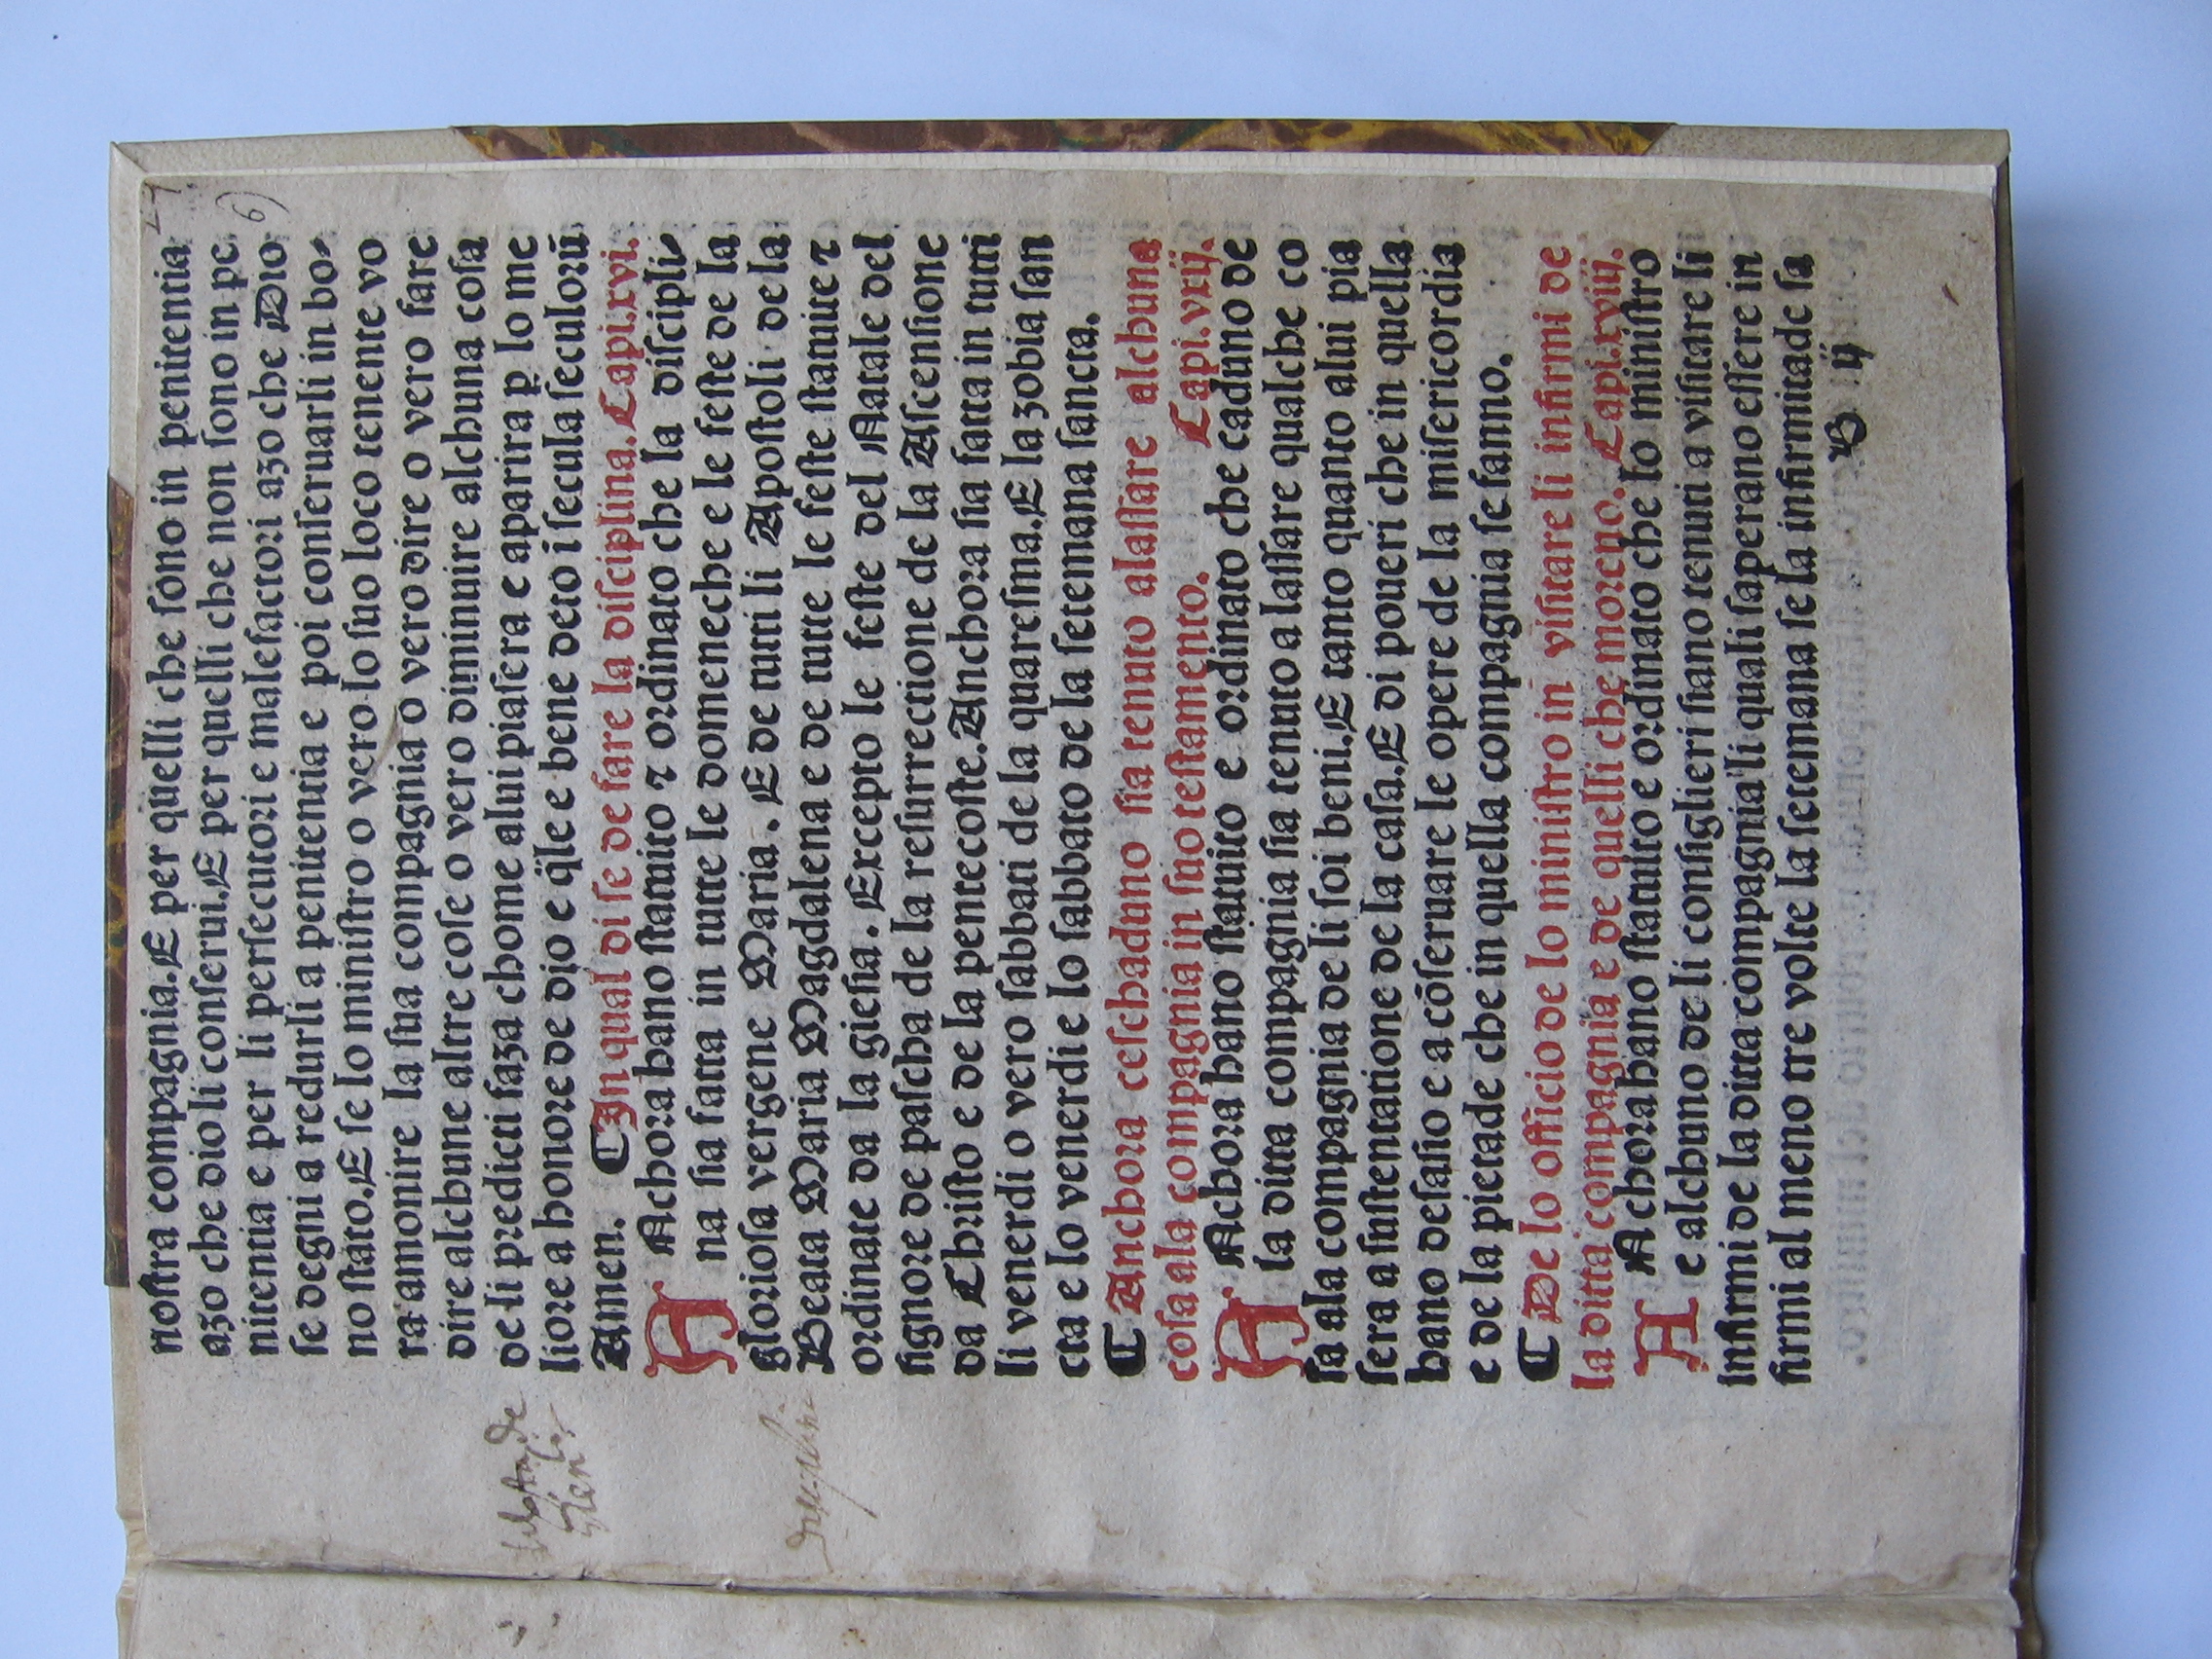 6)
nostra compagnia.E per quelli che sono in penitentia
azo che dio li conserui.E per quelli che non sono in pe
nitentia e per li persecutori e malefactori azo che Dio
se degni a redurli a penitentia e poi conseruarli in bo-
no stato.E se lo ministro o vero lo suo loco tenente vo
ra amonire la sua compagnia o vero dire o vero fare
dire alchune altre cose o vero diminuire alchuna cosa
de li predicti faza chome a lui piasera e aparira p lo me
liore a honore de dio e q̈le e bene deto i secula seculorū
Amen. ¶In qual di se de fare la disciplina.Capi.xvi.
AAchora hano statuito ⁊ ordinato che la discipli-
na sia fatta in tutte le domeneche e le feste de la
gloriosa vergene Maria. E de tutti li Apostoli de la
Beata Maria Magdalena e de tutte le feste statuite ⁊
ordinate da la giesia. Excepto le feste del Natale del
signore de pascha de la resurrectione de la Ascensione
da Christo e de la pentecoste.Anchora sia fatta in tutti
li venerdi o vero sabbati de la quaresma.E la zobia san
cta e lo venerdi e lo sabbato de la setemana sancta.
¶ Anchora ceschaduno sia tenuto a lassare alchuna
cosa ala compagnia in suo testamento. Capi.vxij.
AAchora hano statuito e ordinato che caduno de
la ditta compagnia sia tenuto a lassare qualche co
sa ala compagnia de li soi beni.E tanto quanto a lui pia
sera a sustentatione de la casa.E di poueri che in quella
hano desasio e a cōseruare le opere de la misericordia
e de la pietade che in quella compagnia se fanno.
¶ De lo officio de lo ministro in visitare li infirmi de
la ditta compagnia e de quelli che moreno. Capi.xviij.
AAchora hano statuito e ordinato che lo ministro
e alchuno de li consiglieri siano tenuti a visitare li
infirmi de la ditta compagnia li quali saperano essere in
firmi al meno tre volte la setemana se la infirmitade sa
B ij